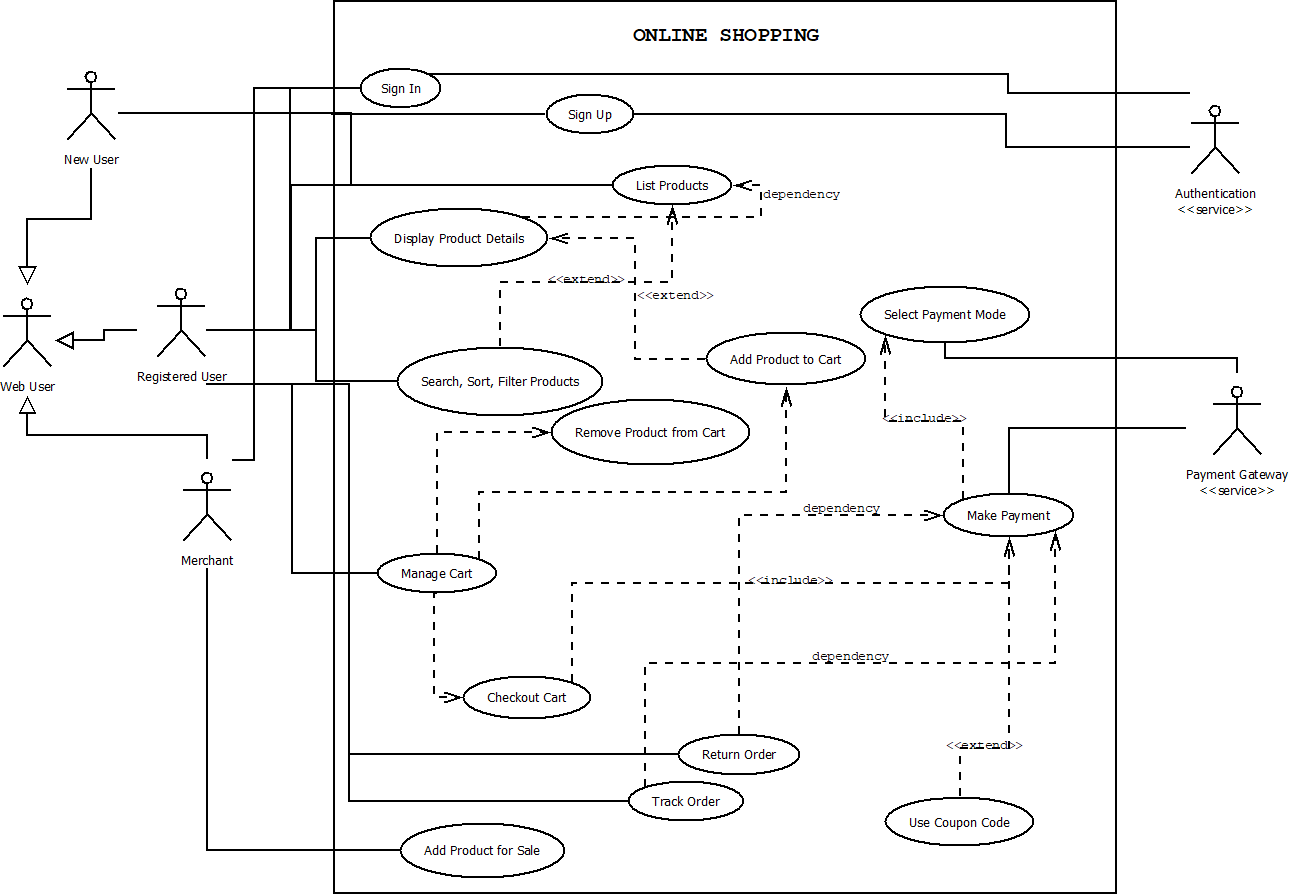 ONLINE SHOPPING
Sign In
Sign Up
New User
List Products
dependency
Authentication
<<service>>
Display Product Details
<<extend>>
<<extend>>
Select Payment Mode
Web User
Registered User
Add Product to Cart
Search, Sort, Filter Products
<<include>>
Remove Product from Cart
Payment Gateway
<<service>>
dependency
Make Payment
Merchant
Manage Cart
<<include>>
dependency
Checkout Cart
Return Order
<<extend>>
Track Order
Use Coupon Code
Add Product for Sale